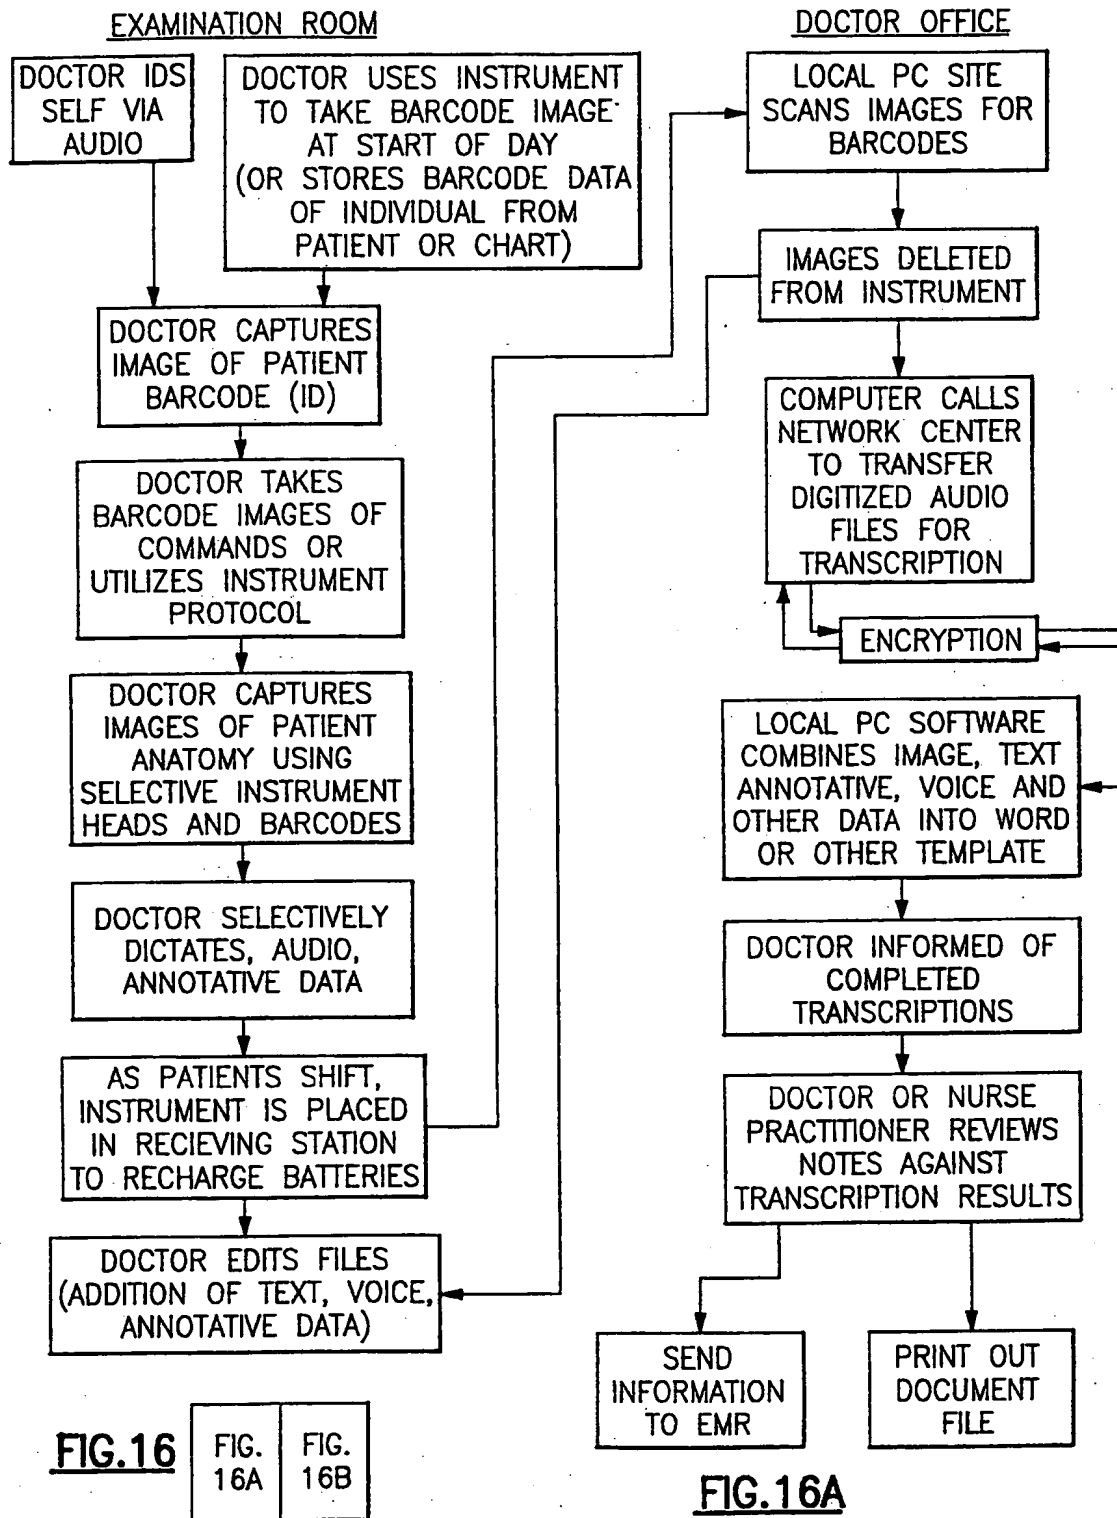 EXAMINATION ROOM
DOCTOR IDS
SELF VIA
AUDIO
DOCTOR USES INSTRUMENT
TO TAKE BARCODE IMAGE
AT START OF DAY
(OR STORES BARCODE DATA
OF INDIVIDUAL FROM
PATIENT OR CHART)
DOCTOR CAPTURES
IMAGE OF PATIENT
BARCODE (ID)
DOCTOR TAKES
BARCODE IMAGES OF
COMMANDS OR
UTILIZES INSTRUMENT
PROTOCOL
DOCTOR CAPTURES
IMAGES OF PATIENT
ANATOMY USING
SELECTIVE INSTRUMENT
HEADS AND BARCODES
DOCTOR SELECTIVELY
DICTATES, AUDIO,
ANNOTATIVE DATA
AS PATIENTS SHIFT,
INSTRUMENT IS PLACED
IN RECIEVING STATION
TO RECHARGE BATTERIES
DOCTOR EDITS FILES
(ADDITION OF TEXT, VOICE,
ANNOTATIVE DATA)
DOCTOR OFFICE
LOCAL PC SITE
SCANS IMAGES FOR
BARCODES
IMAGES DELETED
FROM INSTRUMENT
COMPUTER CALLS
NETWORK CENTER
TO TRANSFER
DIGITIZED AUDIO
FILES FOR
TRANSCRIPTION
ENCRYPTION
LOCAL PC SOFTWARE
COMBINES IMAGE, TEXT
ANNOTATIVE, VOICE AND
OTHER DATA INTO WORD
OR OTHER TEMPLATE
DOCTOR INFORMED OF
COMPLETED
TRANSCRIPTIONS
DOCTOR OR NURSE
PRACTITIONER REVIEWS
NOTES AGAINST
TRANSCRIPTION RESULTS
SEND
INFORMATION
TO EMR
PRINT OUT
DOCUMENT
FILE
FIG.16
FIG.
16A
FIG.
16B
FIG.16A